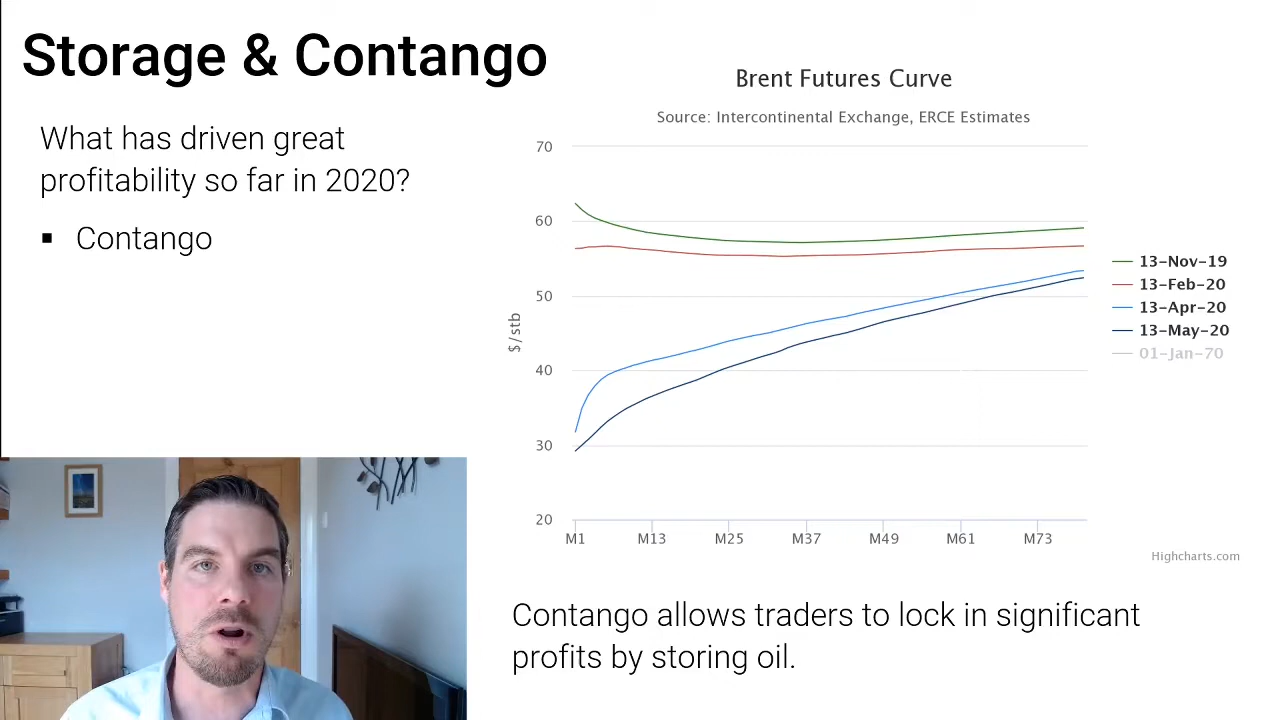 Storage & Contango
What has driven great
profitability so far in 2020?
▪ Contango
Brent Futures Curve
Source: Intercontinental Exchange, ERCE Estimates
70
60
50
40
30
20
$/stb
M1 M13 M25 M37 M49 M61 M73
13-Nov-19
13-Feb-20
13-Apr-20
13-May-20
01-Jan-70
Highcharts.com
Contango allows traders to lock in significant
profits by storing oil.